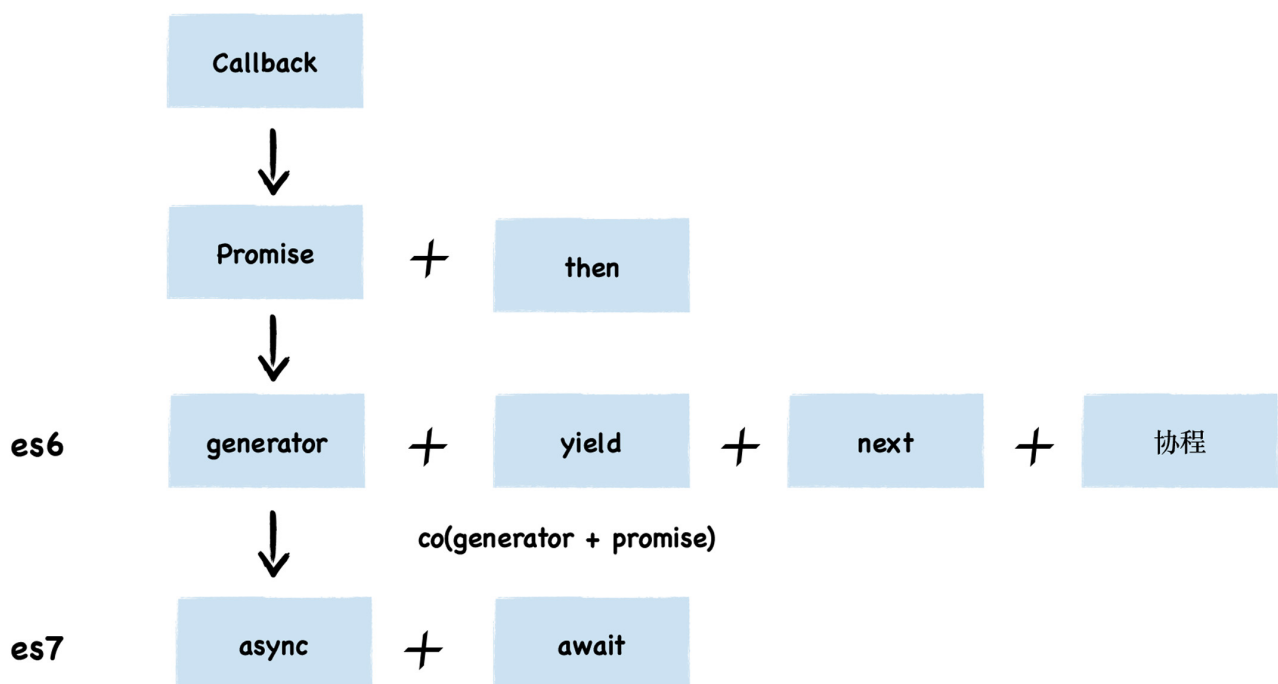 Callback
Promise + then
es6 generator + yield + next + 协程
co(generator + promise)
es7 async + await